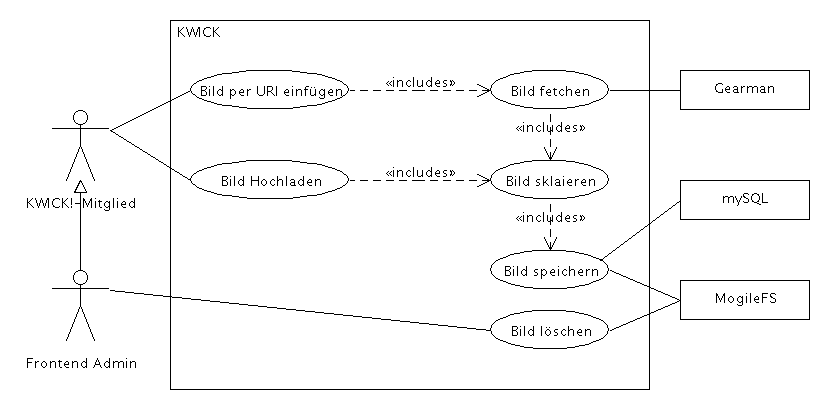 KWICK
Bild per URI einfügen
«includes»
Bild fetchen
Gearman
«includes»
Bild Hochladen
«includes»
Bild sklaieren
KWICK!-Mitglied
mySQL
«includes»
Bild speichern
MogileFS
Bild löschen
Frontend Admin